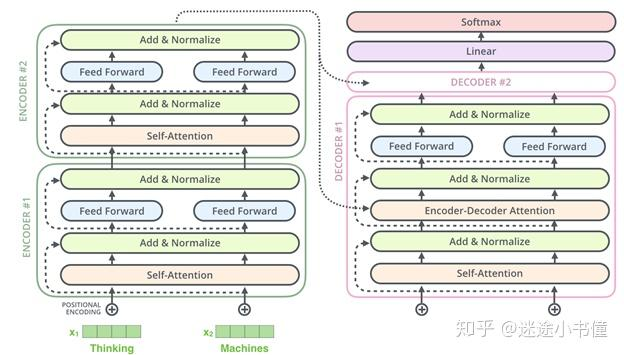 ENCODER #2
Add & Normalize
Feed Forward
Feed Forward
Add & Normalize
Self-Attention
ENCODER #1
Add & Normalize
Feed Forward
Feed Forward
Add & Normalize
Self-Attention
POSITIONAL
ENCODING
x1
x2
Thinking
Machines
Softmax
Linear
DECODER #2
DECODER #1
Add & Normalize
Feed Forward
Feed Forward
Add & Normalize
Encoder-Decoder Attention
Add & Normalize
Self-Attention
知乎 @迷途小书僮